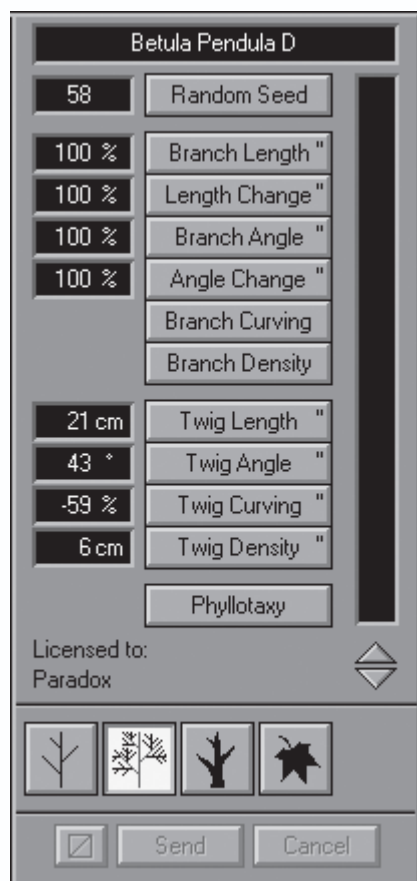 Betula Pendula D
58 Random Seed
100 % Branch Length "
100 % Length Change "
100 % Branch Angle "
100 % Angle Change "
Branch Curving
Branch Density
21 cm Twig Length "
43 ° Twig Angle "
-59 % Twig Curving "
6 cm Twig Density "
Phyllotaxy
Licensed to:
Paradox
Send Cancel